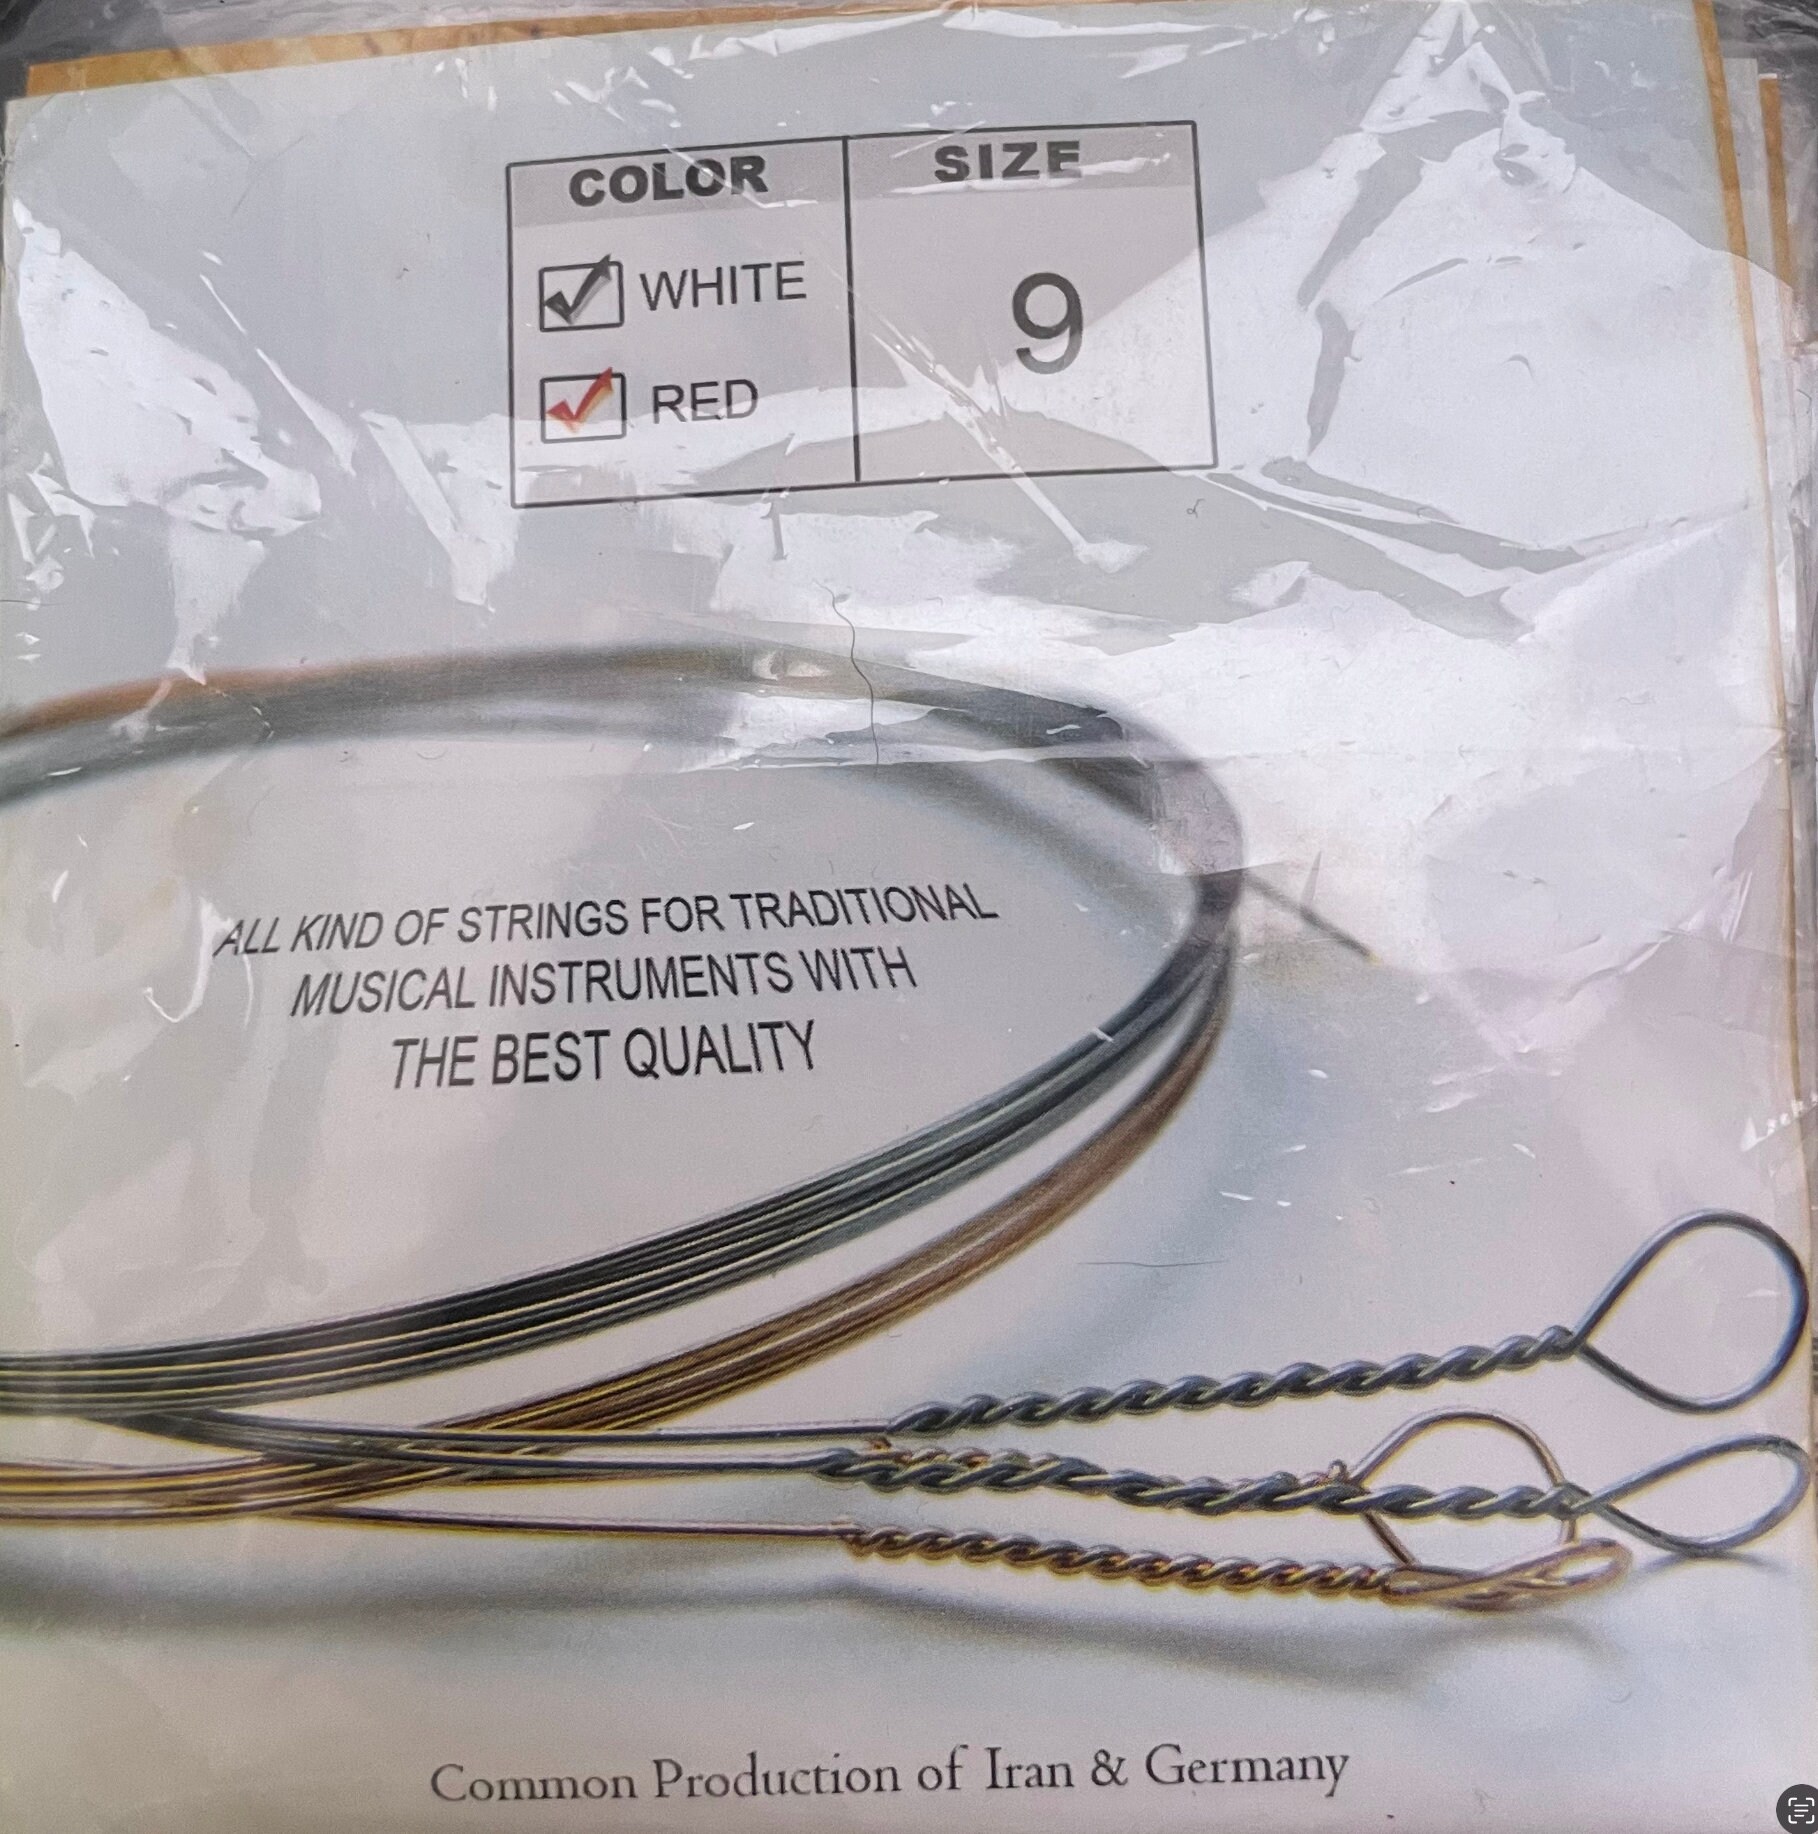 COLOR
SIZE
WHITE
9
RED
ALL KIND OF STRINGS FOR TRADITIONAL
MUSICAL INSTRUMENTS WITH
THE BEST QUALITY
Common Production of Iran & Germany